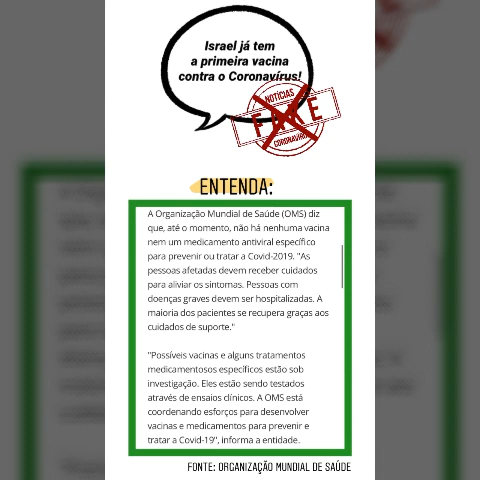 Israel já tem
a primeira vacina
contra o Coronavírus!
NOTÍCIAS
FAKE
CORONAVÍRUS
ENTENDA:
A Organização Mundial de Saúde (OMS) diz
que, até o momento, não há nenhuma vacina
nem um medicamento antiviral específico
para prevenir ou tratar a Covid-2019. "As
pessoas afetadas devem receber cuidados
para aliviar os sintomas. Pessoas com
doenças graves devem ser hospitalizadas. A
maioria dos pacientes se recupera graças aos
cuidados de suporte."
"Possíveis vacinas e alguns tratamentos
medicamentosos específicos estão sob
investigação. Eles estão sendo testados
através de ensaios clínicos. A OMS está
coordenando esforços para desenvolver
vacinas e medicamentos para prevenir e
tratar a Covid-19", informa a entidade.
FONTE: ORGANIZAÇÃO MUNDIAL DE SAÚDE